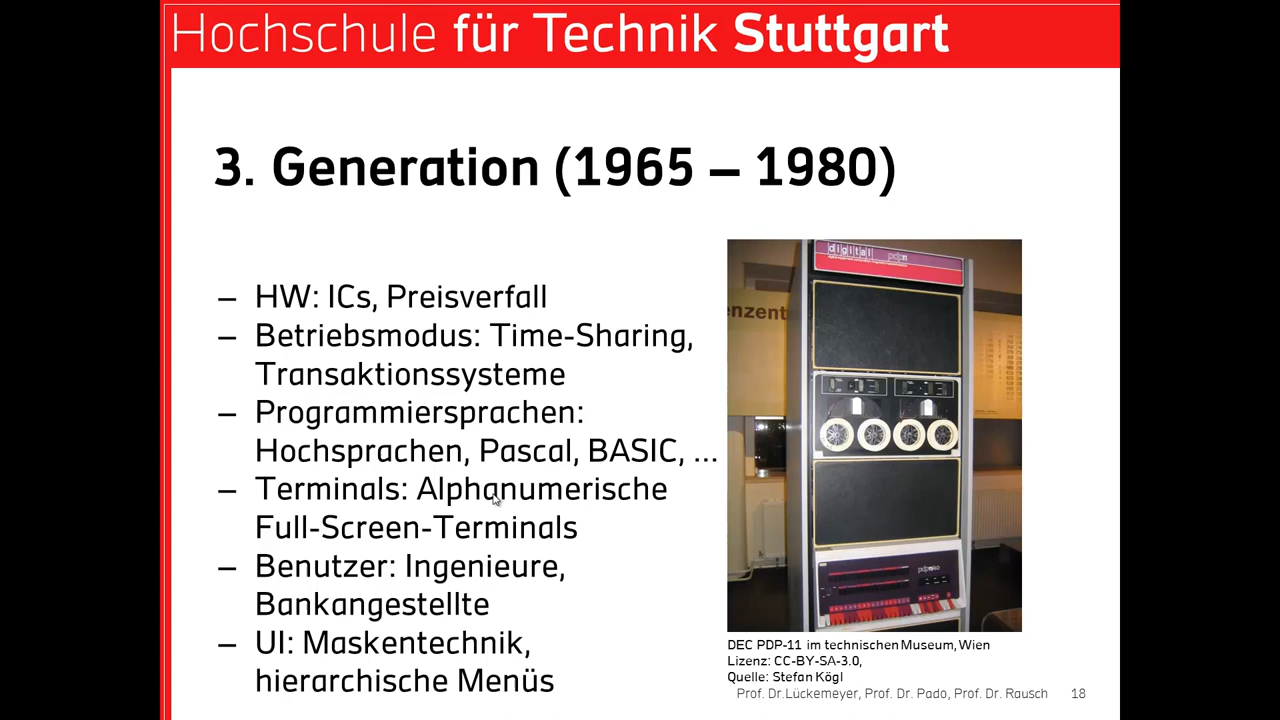 Hochschule für Technik Stuttgart
3. Generation (1965 – 1980)
– HW: ICs, Preisverfall
– Betriebsmodus: Time-Sharing,
Transaktionssysteme
– Programmiersprachen:
Hochsprachen, Pascal, BASIC, ...
– Terminals: Alphanumerische
Full-Screen-Terminals
– Benutzer: Ingenieure,
Bankangestellte
– UI: Maskentechnik,
hierarchische Menüs
digital
enzent
DEC PDP-11 im technischen Museum, Wien
Lizenz: CC-BY-SA-3.0,
Quelle: Stefan Kögl
Prof. Dr.Lückemeyer, Prof. Dr. Pado, Prof. Dr. Rausch 18